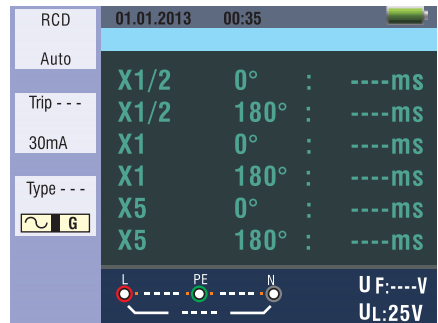 RCD
Auto
Trip - - -
30mA
Type - - -
G
01.01.2013 00:35
X1/2 0° : ----ms
X1/2 180° : ----ms
X1 0° : ----ms
X1 180° : ----ms
X5 0° : ----ms
X5 180° : ----ms
L PE N
----
UF:----V
UL:25V